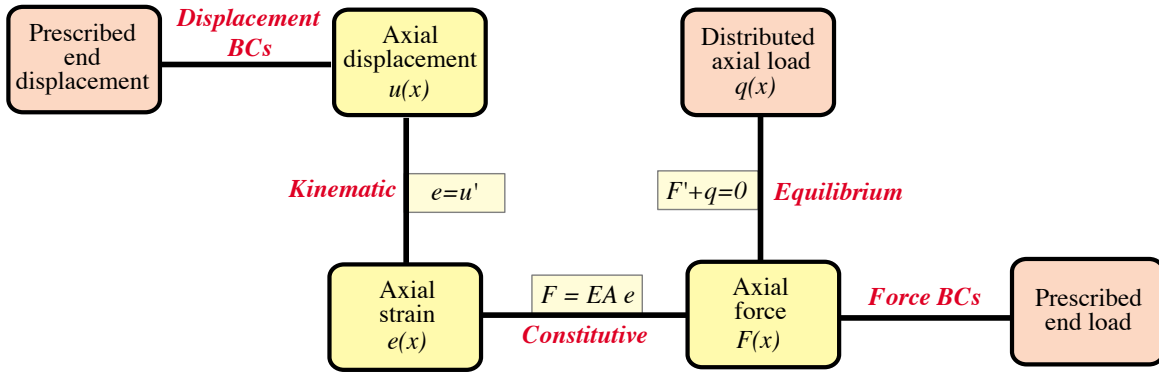 Prescribed
end
displacement
Displacement
BCs
Axial
displacement
u(x)
Distributed
axial load
q(x)
Kinematic
e=u'
F'+q=0
Equilibrium
Axial
strain
e(x)
F = EA e
Constitutive
Axial
force
F(x)
Force BCs
Prescribed
end load